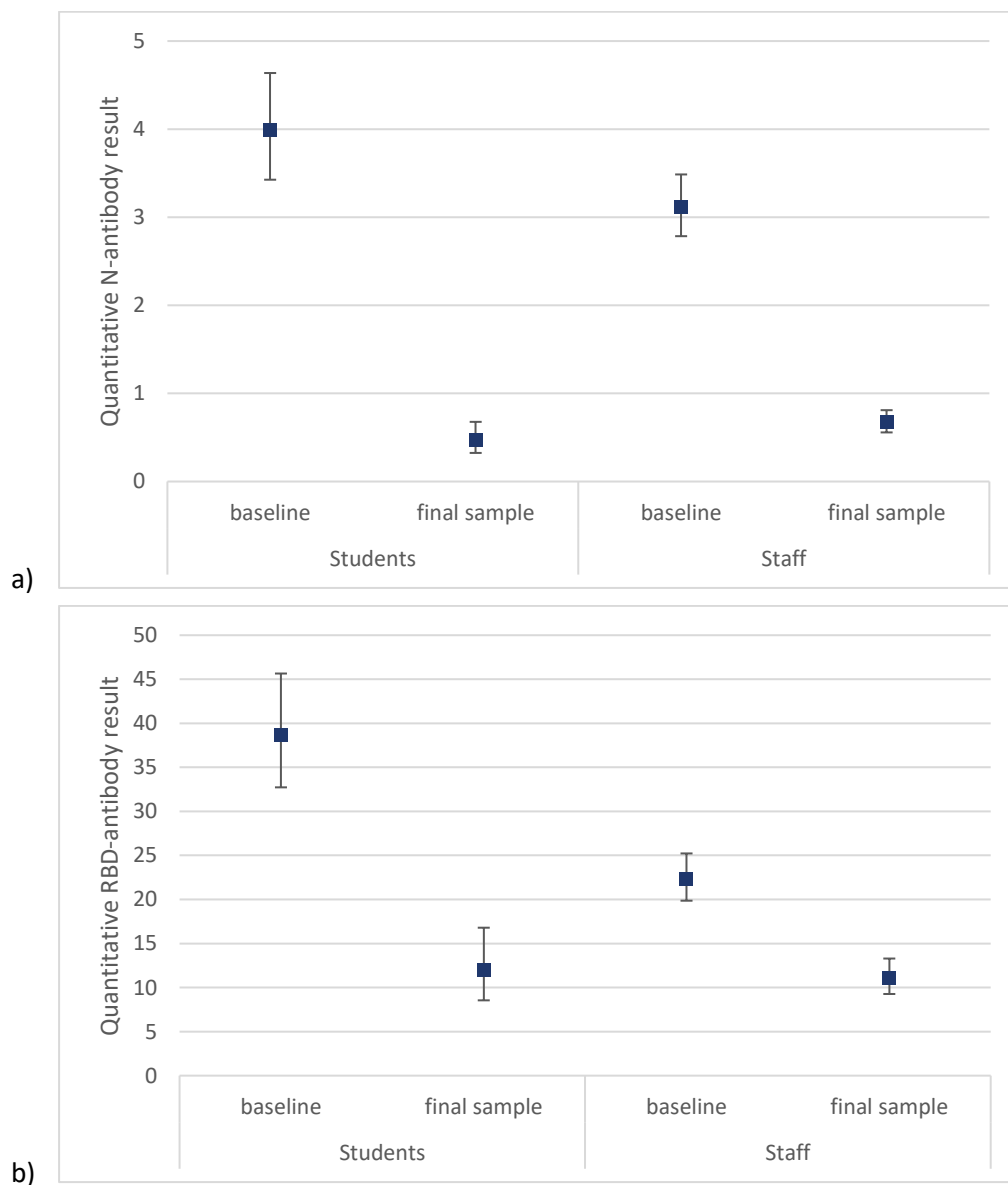 Quantitative N-antibody result
5
4
3
2
1
0
baseline final sample baseline final sample
Students Staff
a)
Quantitative RBD-antibody result
50
45
40
35
30
25
20
15
10
5
0
baseline final sample baseline final sample
Students Staff
b)